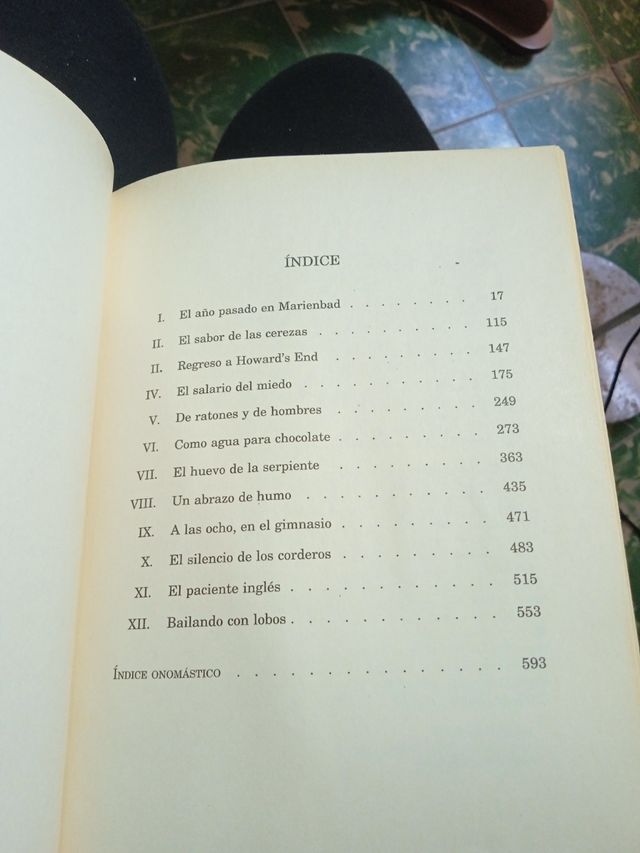 ÍNDICE
I. El año pasado en Marienbad . . . . . . . . 17
II. El sabor de las cerezas . . . . . . . . . 115
II. Regreso a Howard's End . . . . . . . . 147
IV. El salario del miedo . . . . . . . . . . 175
V. De ratones y de hombres . . . . . . . . 249
VI. Como agua para chocolate . . . . . . . . 273
VII. El huevo de la serpiente . . . . . . . . 363
VIII. Un abrazo de humo . . . . . . . . . . 435
IX. A las ocho, en el gimnasio . . . . . . . . 471
X. El silencio de los corderos . . . . . . . . 483
XI. El paciente inglés . . . . . . . . . . . 515
XII. Bailando con lobos . . . . . . . . . . . 553
ÍNDICE ONOMÁSTICO . . . . . . . . . . . . . . 593